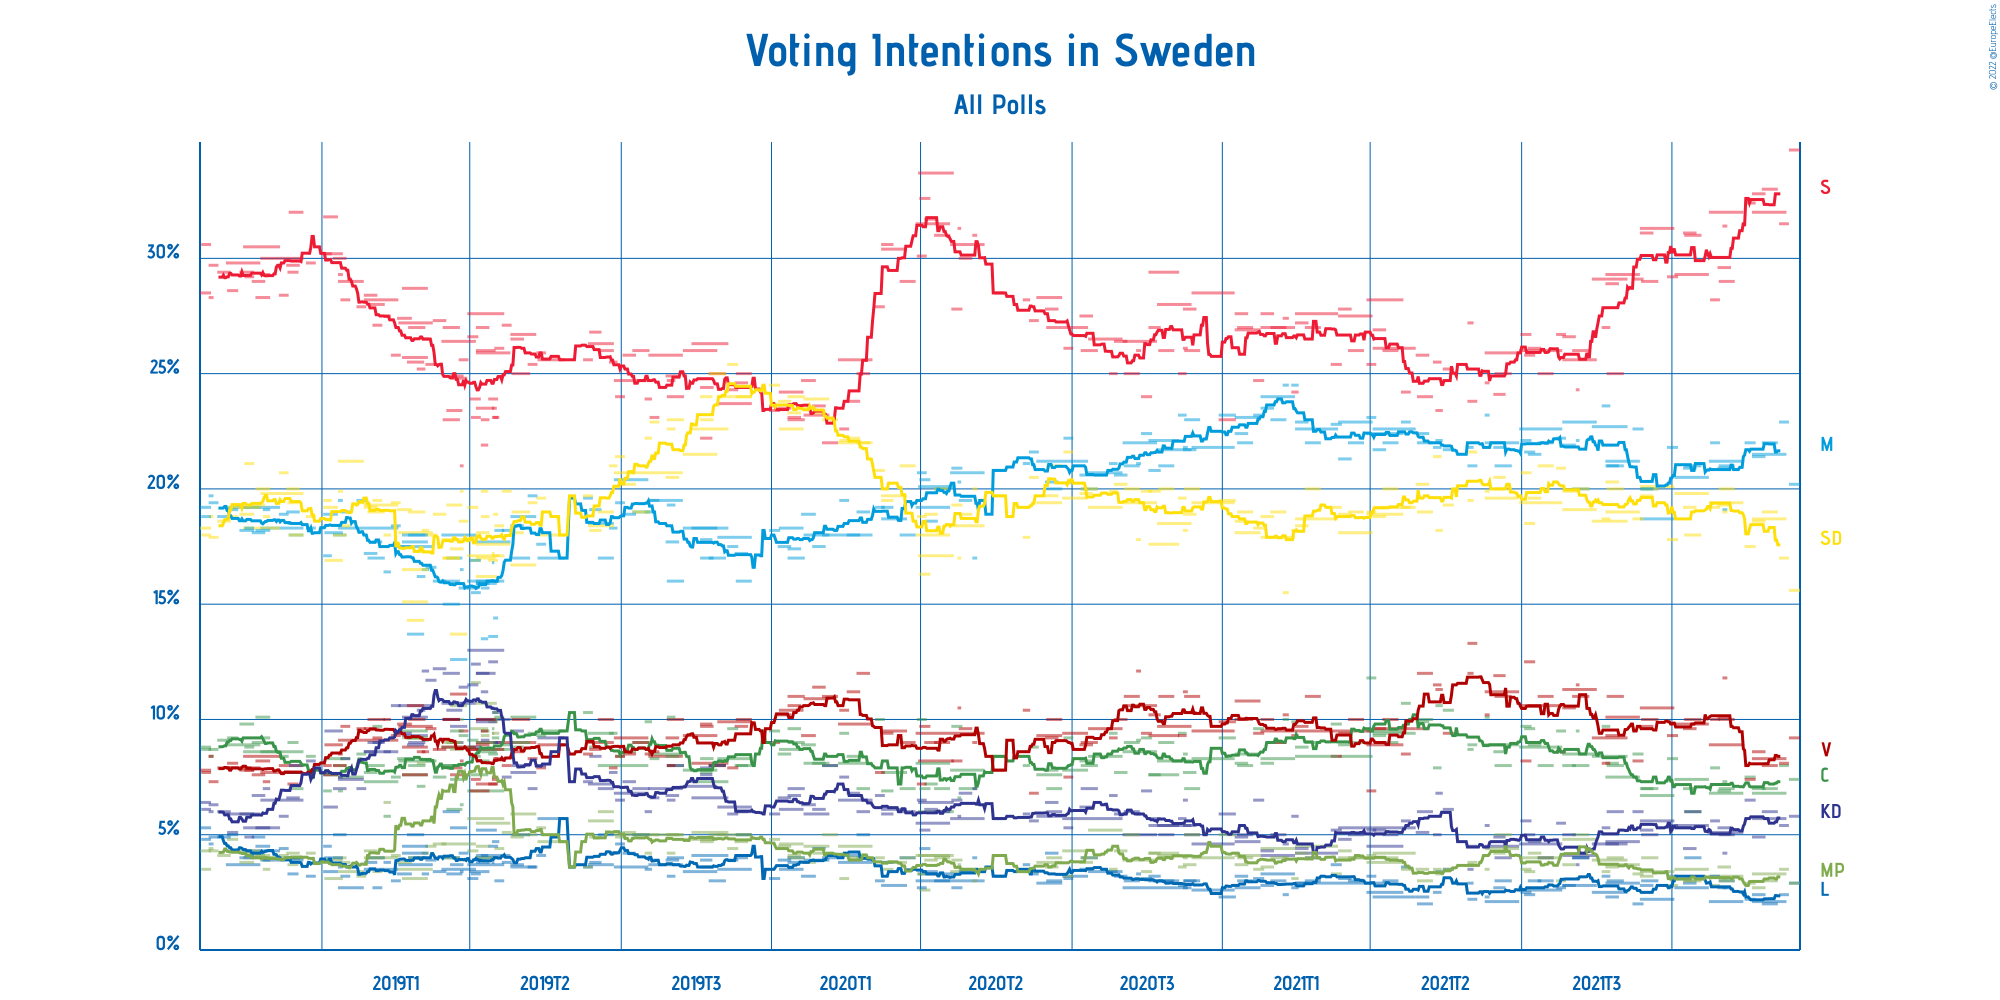 Voting Intentions in Sweden
All Polls
© 2022 @EuropeElects
30%
25%
20%
15%
10%
5%
0%
S
M
SD
V
C
KD
MP
L
2019T1 2019T2 2019T3 2020T1 2020T2 2020T3 2021T1 2021T2 2021T3